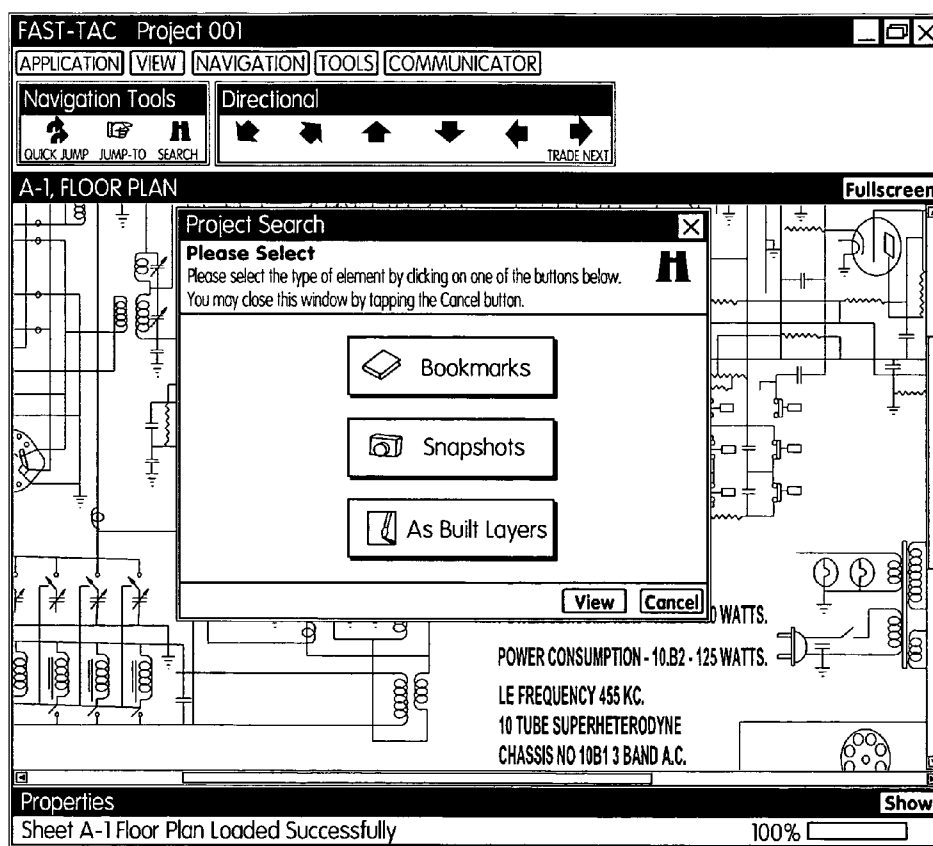 FAST-TAC Project 001
APPLICATION VIEW NAVIGATION TOOLS COMMUNICATOR
Navigation Tools Directional
QUICK JUMP JUMP-TO SEARCH TRADE NEXT
A-1, FLOOR PLAN Fullscreen
Project Search
Please Select
Please select the type of element by clicking on one of the buttons below.
You may close this window by tapping the Cancel button.
Bookmarks
Snapshots
As Built Layers
View Cancel
0 WATTS.
POWER CONSUMPTION - 10.B2 - 125 WATTS.
LE FREQUENCY 455 KC.
10 TUBE SUPERHETERODYNE
CHASSIS NO 10B1 3 BAND A.C.
Properties Show
Sheet A-1 Floor Plan Loaded Successfully 100%